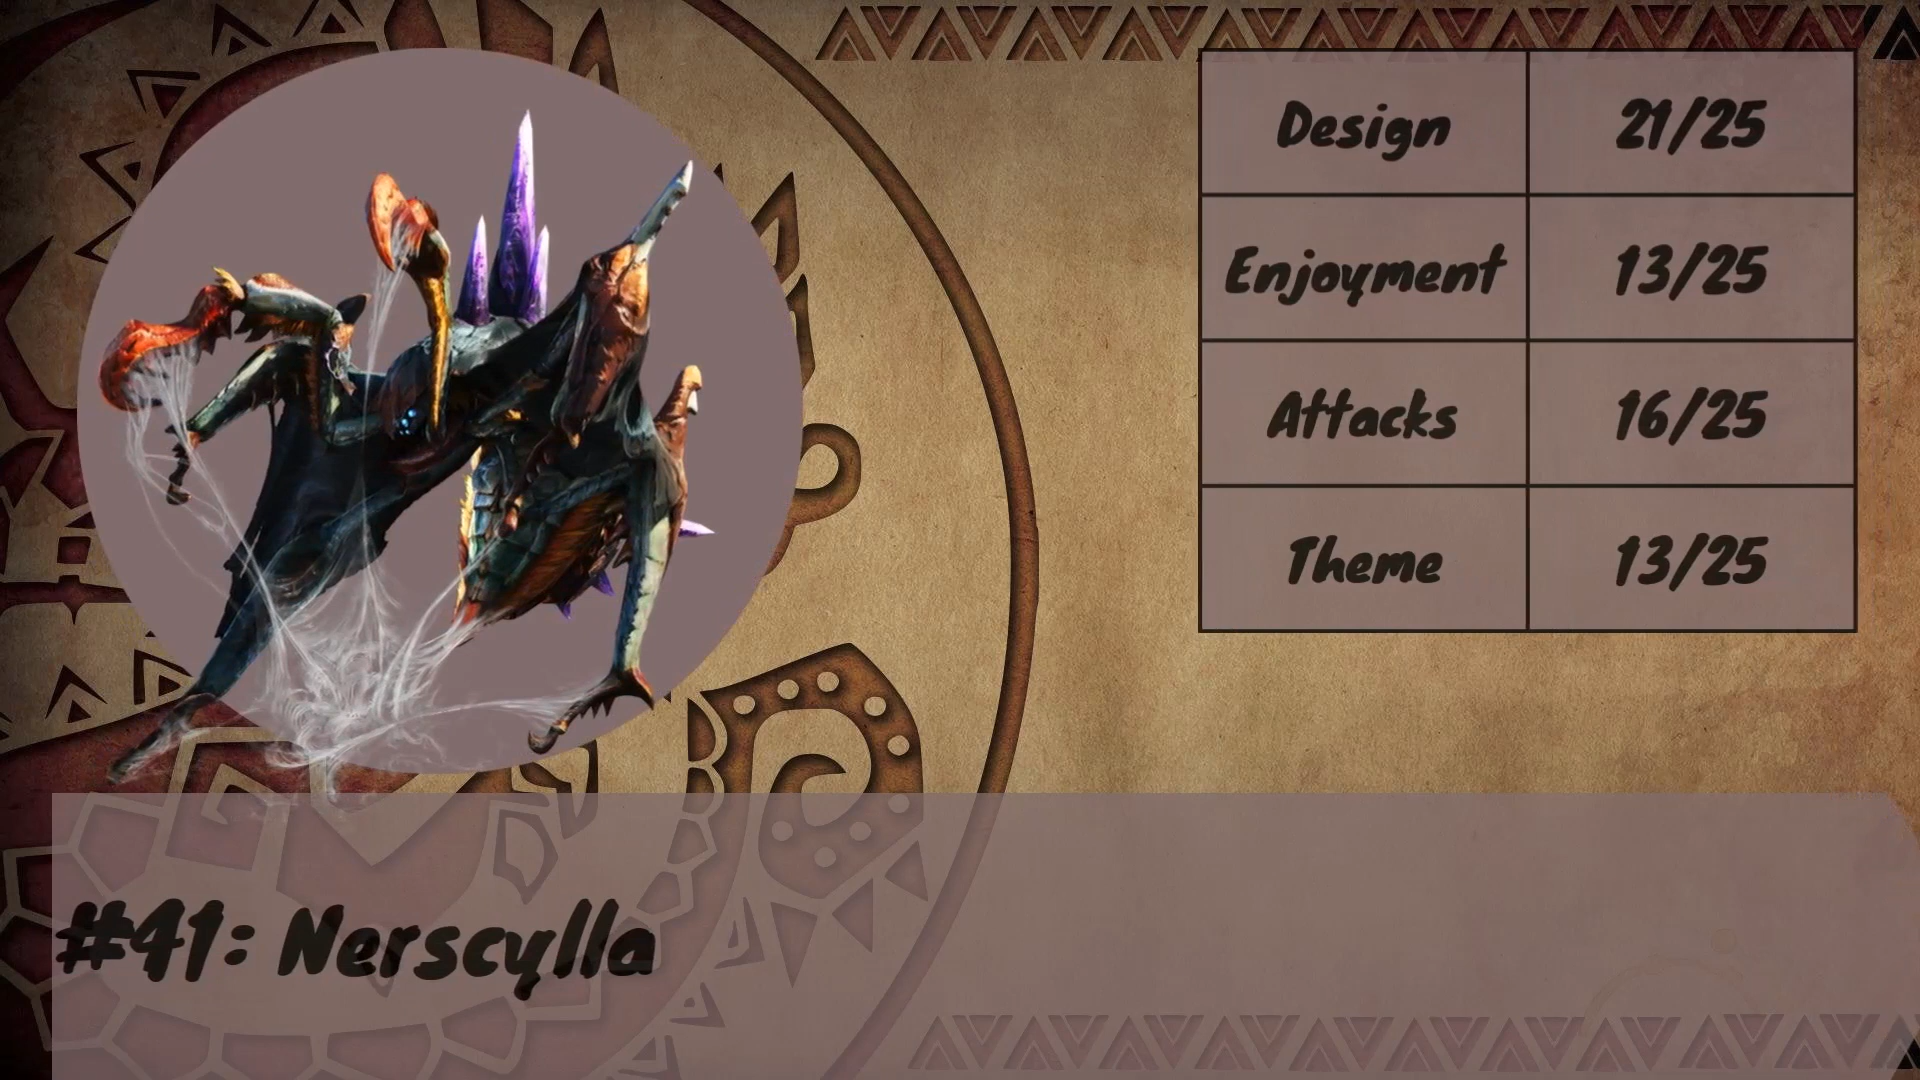 Design 21/25
Enjoyment 13/25
Attacks 16/25
Theme 13/25
#41: Nerscylla